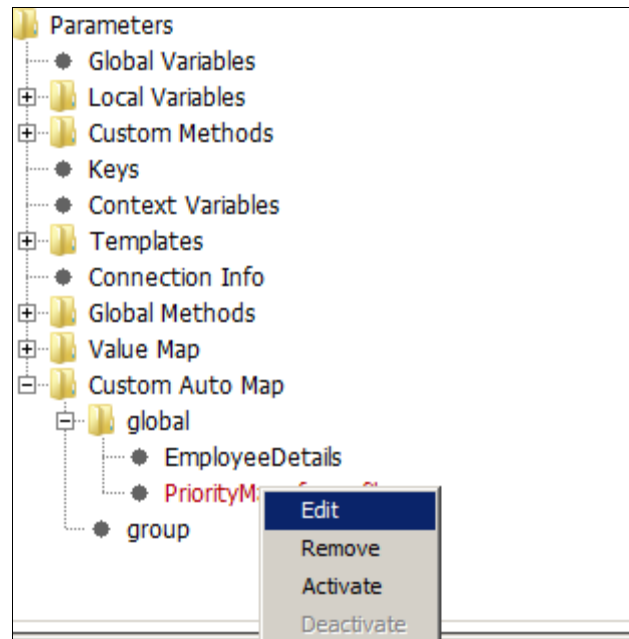 Parameters
Global Variables
Local Variables
Custom Methods
Keys
Context Variables
Templates
Connection Info
Global Methods
Value Map
Custom Auto Map
global
EmployeeDetails
group
Edit
Remove
Activate
Deactivate